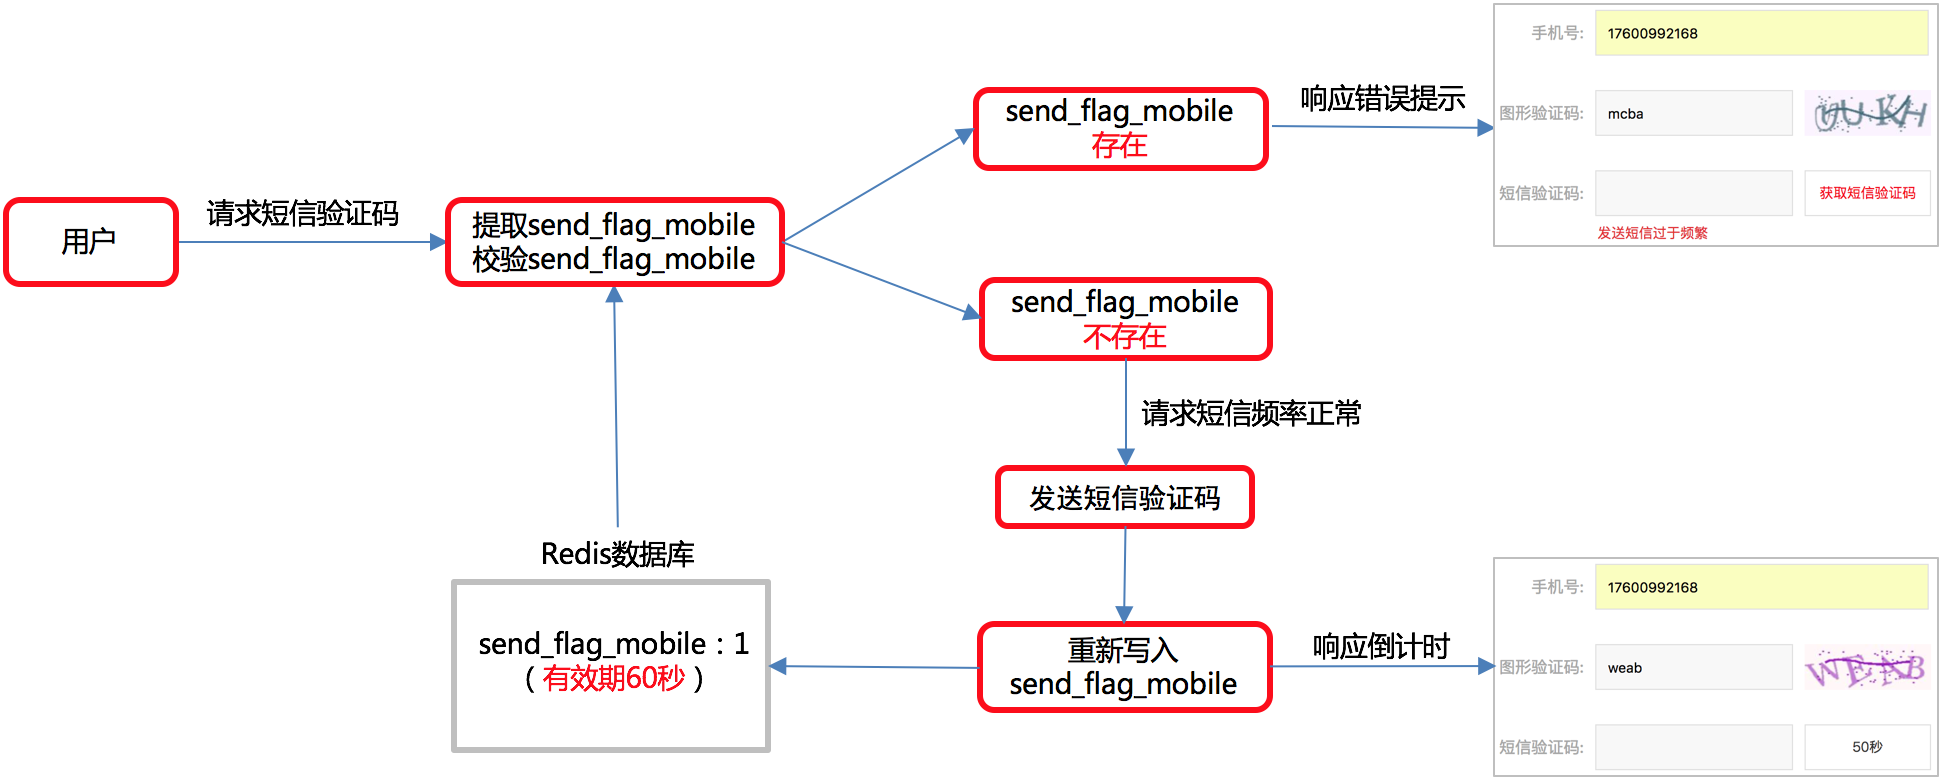 用户
请求短信验证码
提取send_flag_mobile
校验send_flag_mobile
send_flag_mobile
存在
响应错误提示
手机号:
17600992168
图形验证码:
mcba
OUKH
短信验证码:
获取短信验证码
发送短信过于频繁
send_flag_mobile
不存在
请求短信频率正常
发送短信验证码
重新写入
send_flag_mobile
Redis数据库
send_flag_mobile：1
（有效期60秒）
响应倒计时
手机号:
17600992168
图形验证码:
weab
WEAB
短信验证码:
50秒